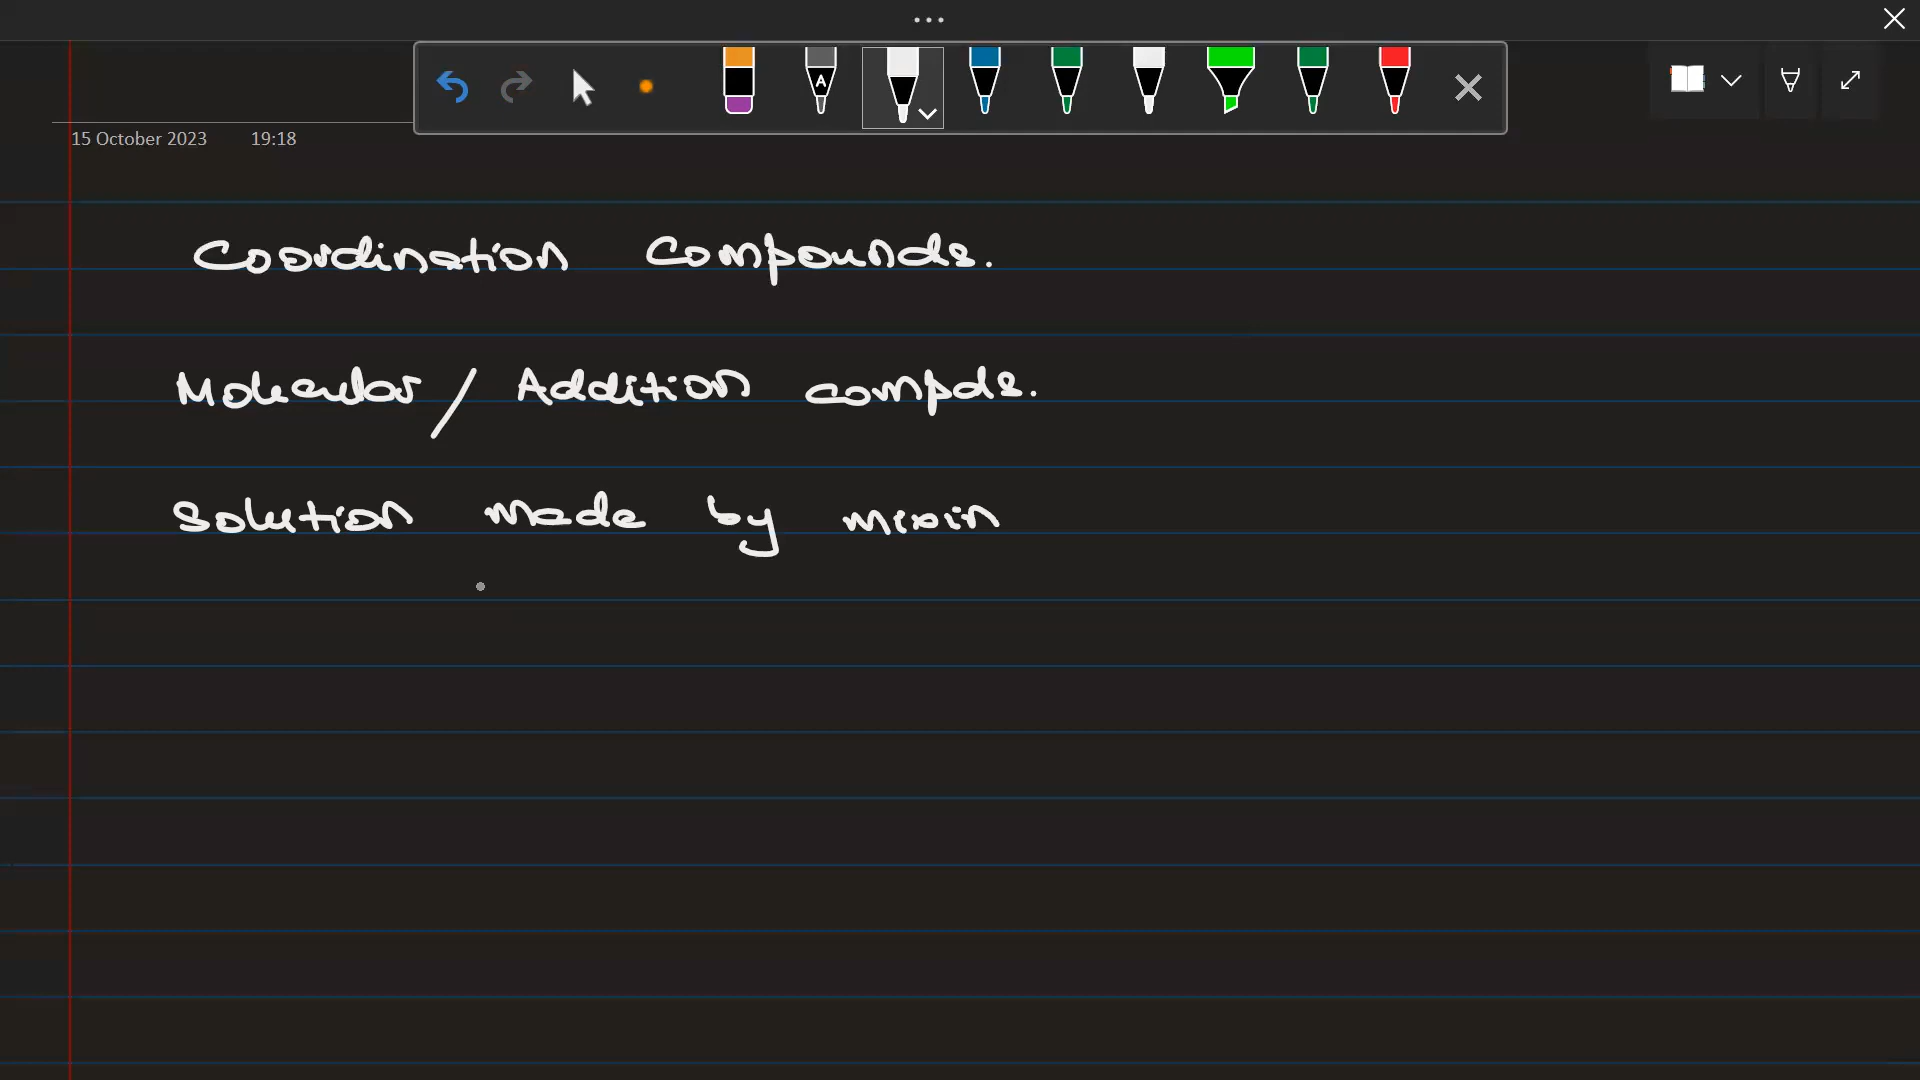 15 October 2023 19:18
Coordination Compounds.
Molecular / Addition compds.
Solution made by mixin